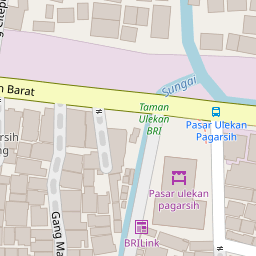 Sungai
Barat
Taman
Ulekan
BRI
Pasar Ulekan
Pagarsih
Pasar ulekan
pagarsih
Gang Ma
BRILink